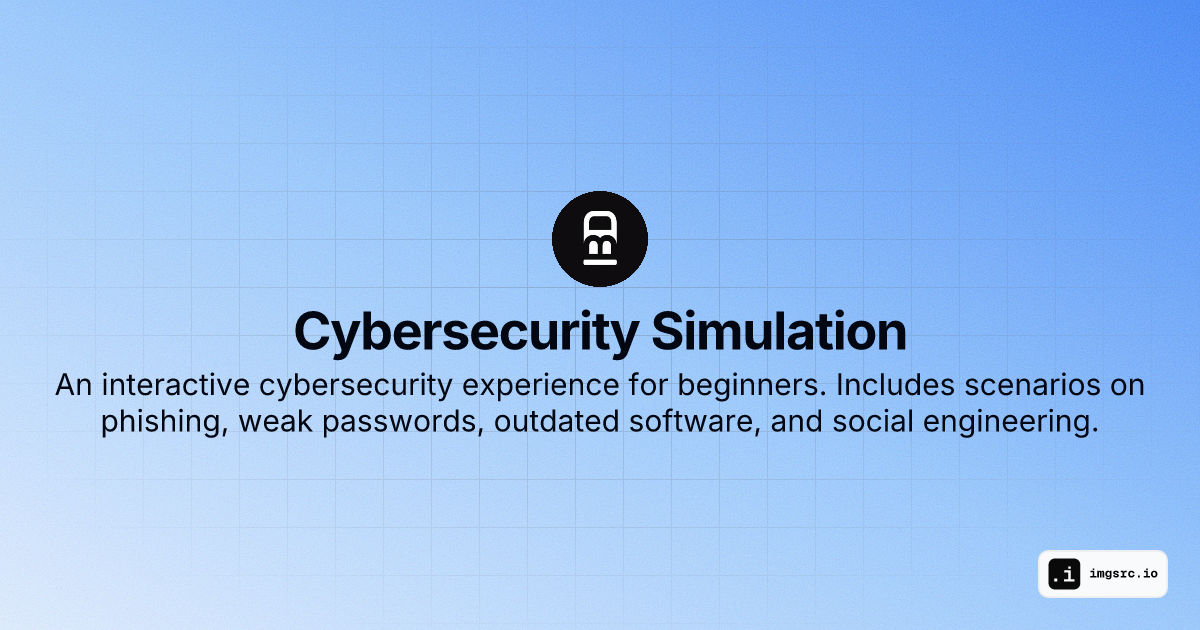 Cybersecurity Simulation
An interactive cybersecurity experience for beginners. Includes scenarios on
phishing, weak passwords, outdated software, and social engineering.
.i imgsrc.io